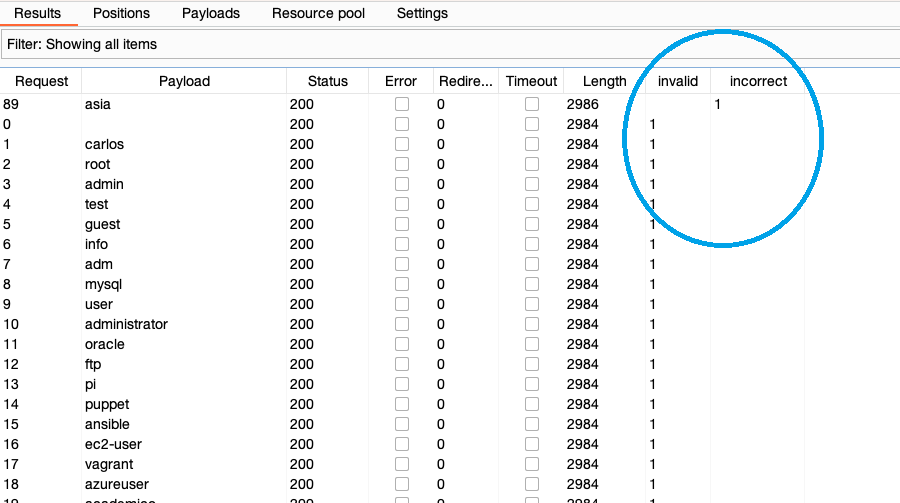 Results Positions Payloads Resource pool Settings
Filter: Showing all items
Request Payload Status Error Redire... Timeout Length invalid incorrect
89 asia 200 0 2986 1
0 200 0 2984 1
1 carlos 200 0 2984 1
2 root 200 0 2984 1
3 admin 200 0 2984 1
4 test 200 0 2984 1
5 guest 200 0 2984 1
6 info 200 0 2984 1
7 adm 200 0 2984 1
8 mysql 200 0 2984 1
9 user 200 0 2984 1
10 administrator 200 0 2984 1
11 oracle 200 0 2984 1
12 ftp 200 0 2984 1
13 pi 200 0 2984 1
14 puppet 200 0 2984 1
15 ansible 200 0 2984 1
16 ec2-user 200 0 2984 1
17 vagrant 200 0 2984 1
18 azureuser 200 0 2984 1